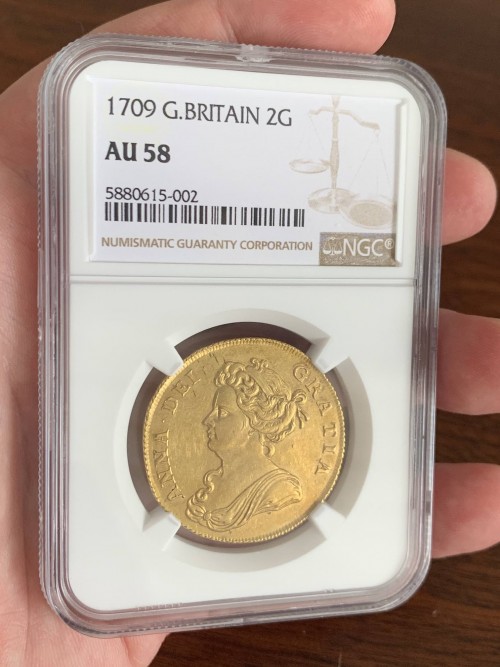 1709 G.BRITAIN 2G
AU 58
5880615-002
NUMISMATIC GUARANTY CORPORATION
NGC®
ANNA·DEI·
GRATIA